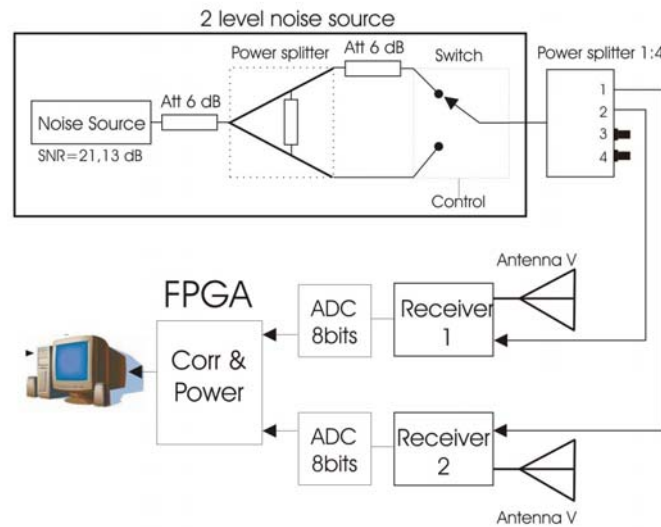 2 level noise source
Power splitter
Att 6 dB
Switch
Power splitter 1:4
Att 6 dB
Noise Source
SNR=21,13 dB
1
2
3
4
Control
Antenna V
FPGA
ADC
8bits
Receiver
1
Corr &
Power
ADC
8bits
Receiver
2
Antenna V